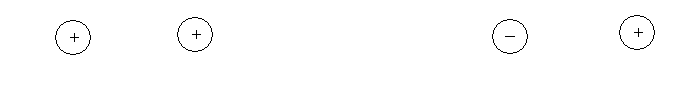 + + − +